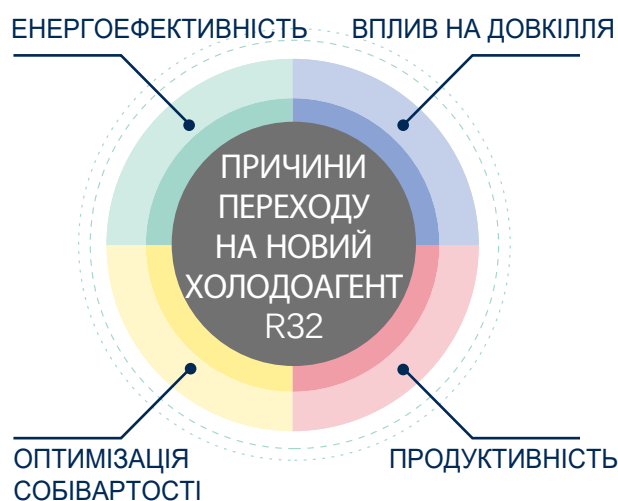 ЕНЕРГОЕФЕКТИВНІСТЬ
ВПЛИВ НА ДОВКІЛЛЯ
ПРИЧИНИ
ПЕРЕХОДУ
НА НОВИЙ
ХОЛОДОАГЕНТ
R32
ОПТИМІЗАЦІЯ
СОБІВАРТОСТІ
ПРОДУКТИВНІСТЬ